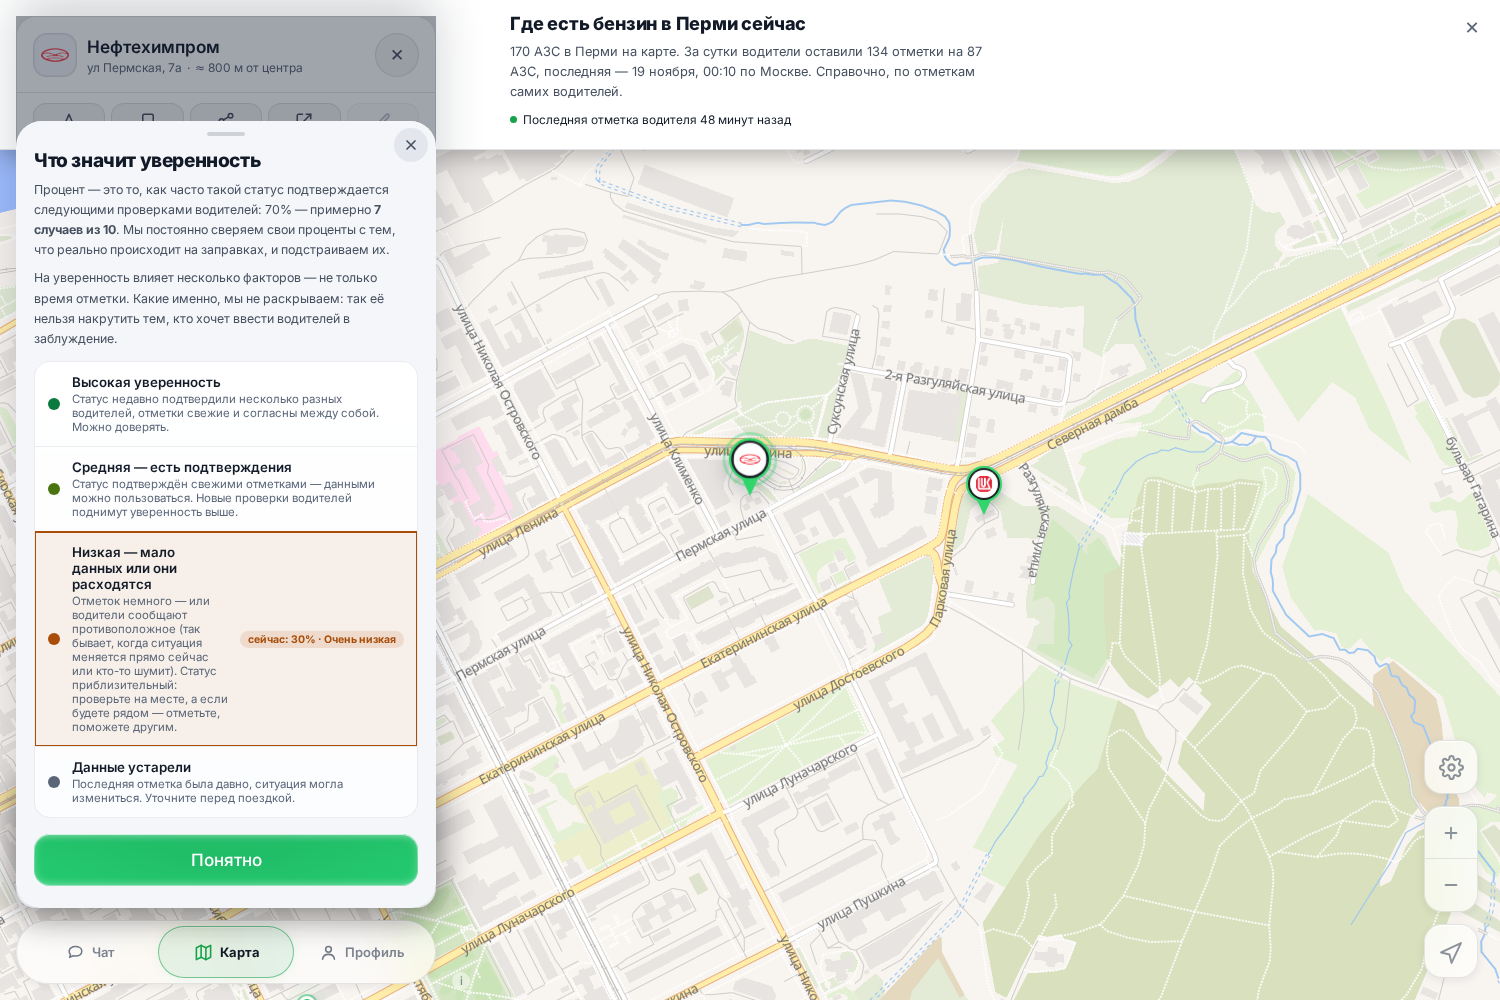 Нефтехимпром
ул Пермская, 7а · ≈ 800 м от центра
Где есть бензин в Перми сейчас
170 АЗС в Перми на карте. За сутки водители оставили 134 отметки на 87
АЗС, последняя — 19 ноября, 00:10 по Москве. Справочно, по отметкам
самих водителей.
Последняя отметка водителя 48 минут назад
Что значит уверенность
Процент — это то, как часто такой статус подтверждается
следующими проверками водителей: 70% — примерно 7
случаев из 10. Мы постоянно сверяем свои проценты с тем,
что реально происходит на заправках, и подстраиваем их.
На уверенность влияет несколько факторов — не только
время отметки. Какие именно, мы не раскрываем: так её
нельзя накрутить тем, кто хочет ввести водителей в
заблуждение.
Высокая уверенность
Статус недавно подтвердили несколько разных
водителей, отметки свежие и согласны между собой.
Можно доверять.
Средняя — есть подтверждения
Статус подтверждён свежими отметками — данными
можно пользоваться. Новые проверки водителей
поднимут уверенность выше.
Низкая — мало
данных или они
расходятся
Отметок немного — или
водители сообщают
противоположное (так
бывает, когда ситуация
меняется прямо сейчас
или кто-то шумит). Статус
приблизительный:
проверьте на месте, а если
будете рядом — отметьте,
поможете другим.
сейчас: 30% · Очень низкая
Данные устарели
Последняя отметка была давно, ситуация могла
измениться. Уточните перед поездкой.
Понятно
Чат
Карта
Профиль
улица Николая Островского
улица Клименко
Суксунская улица
2-я Разгуляйская улица
Северная дамба
бульвар Гагарина
Разгуляйская улица
улица Ленина
Пермская улица
Парковая улица
Екатерининская улица
Пермская улица
улица Николая Островского
улица Достоевского
Екатерининская улица
улица Луначарского
улица Луначарского
улица Пушкина
улица Николая
нинская улица
ЛУК
i